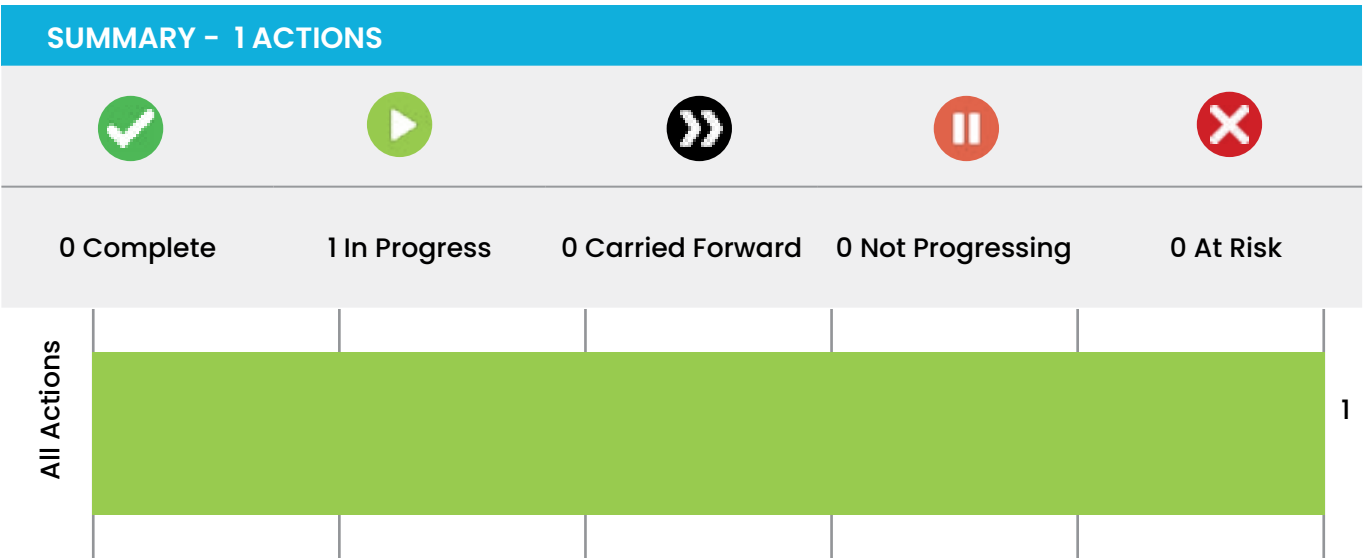 SUMMARY - 1 ACTIONS
0 Complete 1 In Progress 0 Carried Forward 0 Not Progressing 0 At Risk
All Actions
1